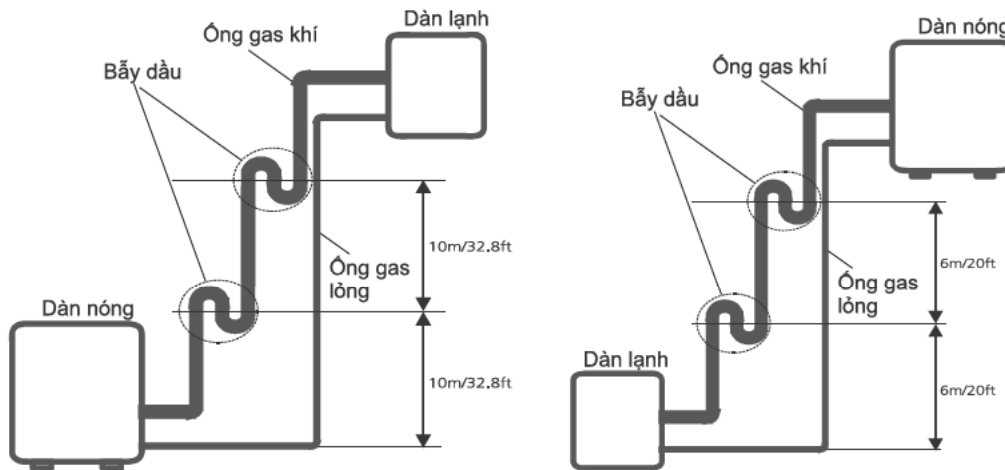 Dàn lạnh
Ống gas khí
Bẫy dầu
10m/32.8ft
Ống gas
lỏng
Dàn nóng
10m/32.8ft
Dàn nóng
Ống gas khí
Bẫy dầu
6m/20ft
Ống gas
lỏng
Dàn lạnh
6m/20ft